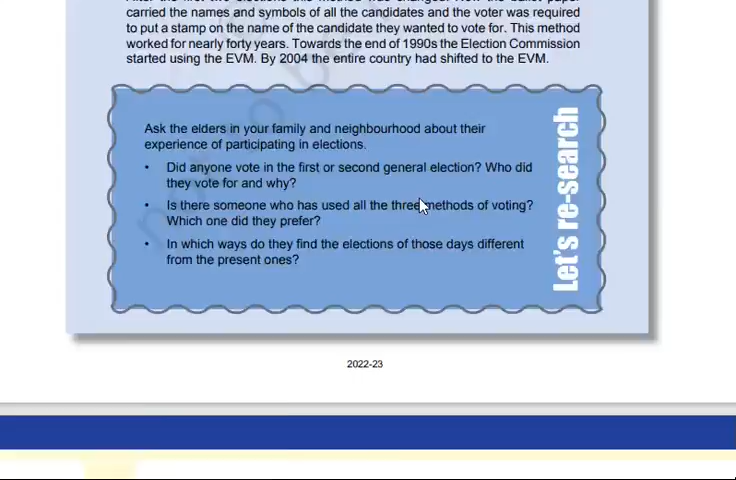 carried the names and symbols of all the candidates and the voter was required
to put a stamp on the name of the candidate they wanted to vote for. This method
worked for nearly forty years. Towards the end of 1990s the Election Commission
started using the EVM. By 2004 the entire country had shifted to the EVM.
Ask the elders in your family and neighbourhood about their
experience of participating in elections.
• Did anyone vote in the first or second general election? Who did
they vote for and why?
• Is there someone who has used all the three methods of voting?
Which one did they prefer?
• In which ways do they find the elections of those days different
from the present ones?
Let's re-search
2022-23